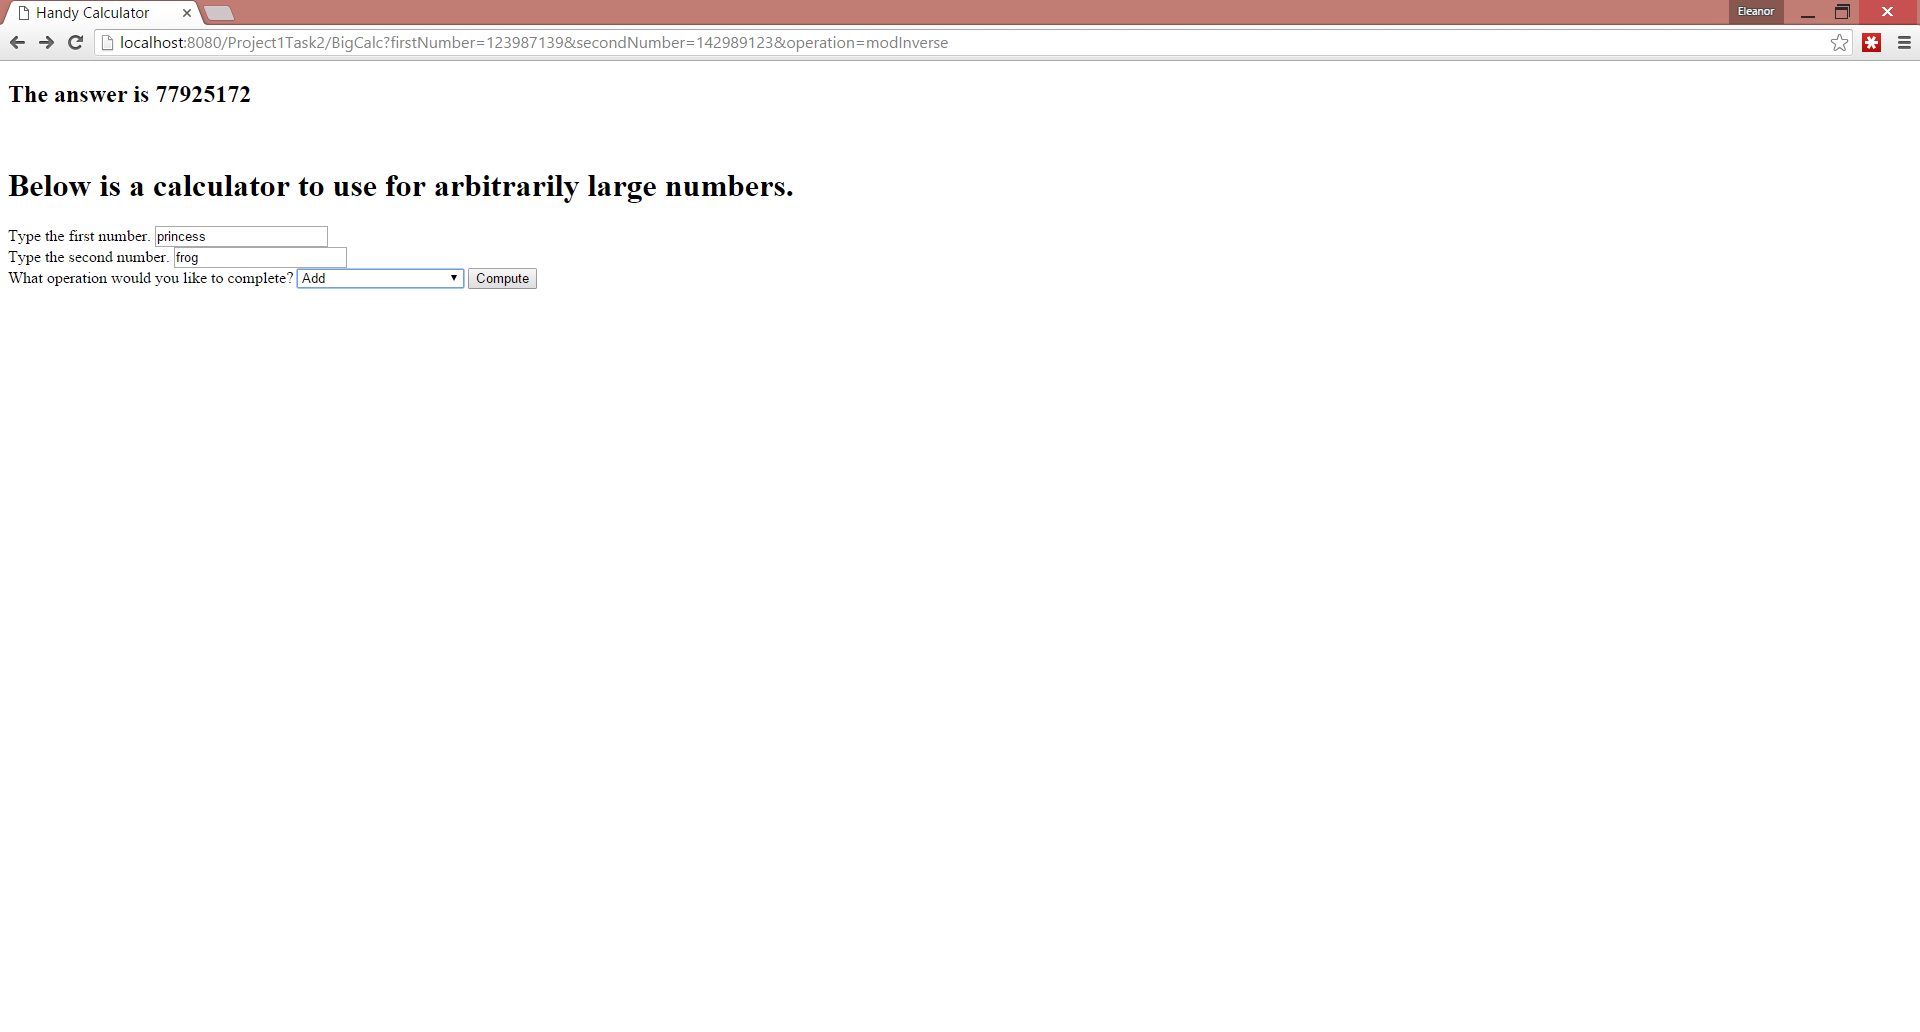 Handy Calculator
Eleanor
localhost:8080/Project1Task2/BigCalc?firstNumber=123987139&secondNumber=142989123&operation=modInverse
The answer is 77925172
Below is a calculator to use for arbitrarily large numbers.
Type the first number. princess
Type the second number. frog
What operation would you like to complete? Add Compute